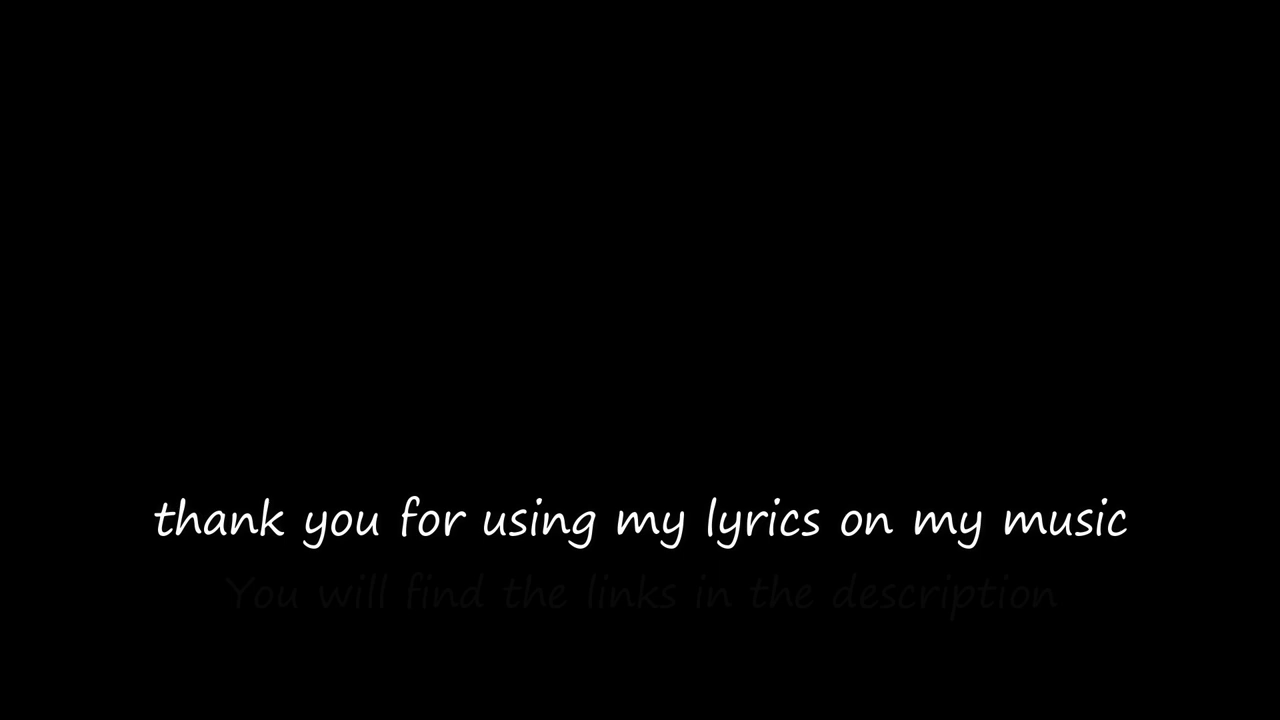 thank you for using my lyrics on my music
You will find the links in the description